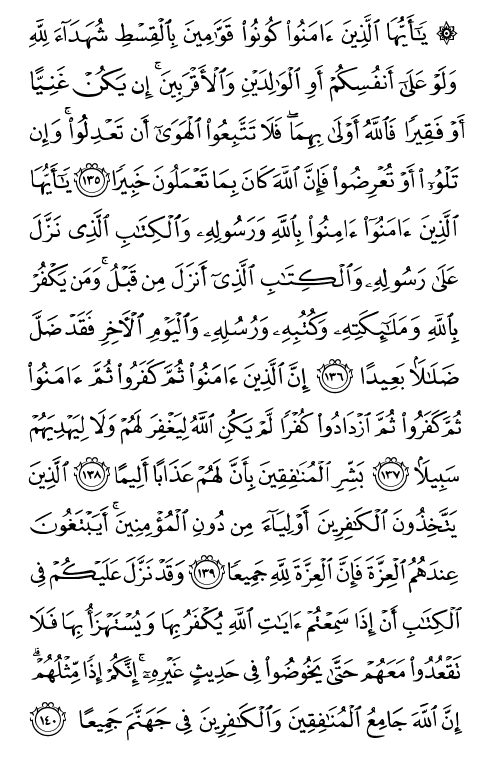 ۞ يَٰٓأَيُّهَا ٱلَّذِينَ ءَامَنُوا۟ كُونُوا۟ قَوَّٰمِينَ بِٱلْقِسْطِ شُهَدَآءَ لِلَّهِ
وَلَوْ عَلَىٰٓ أَنفُسِكُمْ أَوِ ٱلْوَٰلِدَيْنِ وَٱلْأَقْرَبِينَ ۚ إِن يَكُنْ غَنِيًّا
أَوْ فَقِيرًا فَٱللَّهُ أَوْلَىٰ بِهِمَا ۖ فَلَا تَتَّبِعُوا۟ ٱلْهَوَىٰٓ أَن تَعْدِلُوا۟ ۚ وَإِن
تَلْوُۥٓا۟ أَوْ تُعْرِضُوا۟ فَإِنَّ ٱللَّهَ كَانَ بِمَا تَعْمَلُونَ خَبِيرًا ١٣٥ يَٰٓأَيُّهَا
ٱلَّذِينَ ءَامَنُوٓا۟ ءَامِنُوا۟ بِٱللَّهِ وَرَسُولِهِۦ وَٱلْكِتَٰبِ ٱلَّذِى نَزَّلَ
عَلَىٰ رَسُولِهِۦ وَٱلْكِتَٰبِ ٱلَّذِىٓ أَنزَلَ مِن قَبْلُ ۚ وَمَن يَكْفُرْ
بِٱللَّهِ وَمَلَٰٓئِكَتِهِۦ وَكُتُبِهِۦ وَرُسُلِهِۦ وَٱلْيَوْمِ ٱلْءَاخِرِ فَقَدْ ضَلَّ
ضَلَٰلًۢا بَعِيدًا ١٣٦ إِنَّ ٱلَّذِينَ ءَامَنُوا۟ ثُمَّ كَفَرُوا۟ ثُمَّ ءَامَنُوا۟
ثُمَّ كَفَرُوا۟ ثُمَّ ٱزْدَادُوا۟ كُفْرًا لَّمْ يَكُنِ ٱللَّهُ لِيَغْفِرَ لَهُمْ وَلَا لِيَهْدِيَهُمْ
سَبِيلًۢا ١٣٧ بَشِّرِ ٱلْمُنَٰفِقِينَ بِأَنَّ لَهُمْ عَذَابًا أَلِيمًا ١٣٨ ٱلَّذِينَ
يَتَّخِذُونَ ٱلْكَٰفِرِينَ أَوْلِيَآءَ مِن دُونِ ٱلْمُؤْمِنِينَ ۚ أَيَبْتَغُونَ
عِندَهُمُ ٱلْعِزَّةَ فَإِنَّ ٱلْعِزَّةَ لِلَّهِ جَمِيعًا ١٣٩ وَقَدْ نَزَّلَ عَلَيْكُمْ فِى
ٱلْكِتَٰبِ أَنْ إِذَا سَمِعْتُمْ ءَايَٰتِ ٱللَّهِ يُكْفَرُ بِهَا وَيُسْتَهْزَأُ بِهَا فَلَا
تَقْعُدُوا۟ مَعَهُمْ حَتَّىٰ يَخُوضُوا۟ فِى حَدِيثٍ غَيْرِهِۦٓ ۚ إِنَّكُمْ إِذًا مِّثْلُهُمْ ۗ
إِنَّ ٱللَّهَ جَامِعُ ٱلْمُنَٰفِقِينَ وَٱلْكَٰفِرِينَ فِى جَهَنَّمَ جَمِيعًا ١٤٠